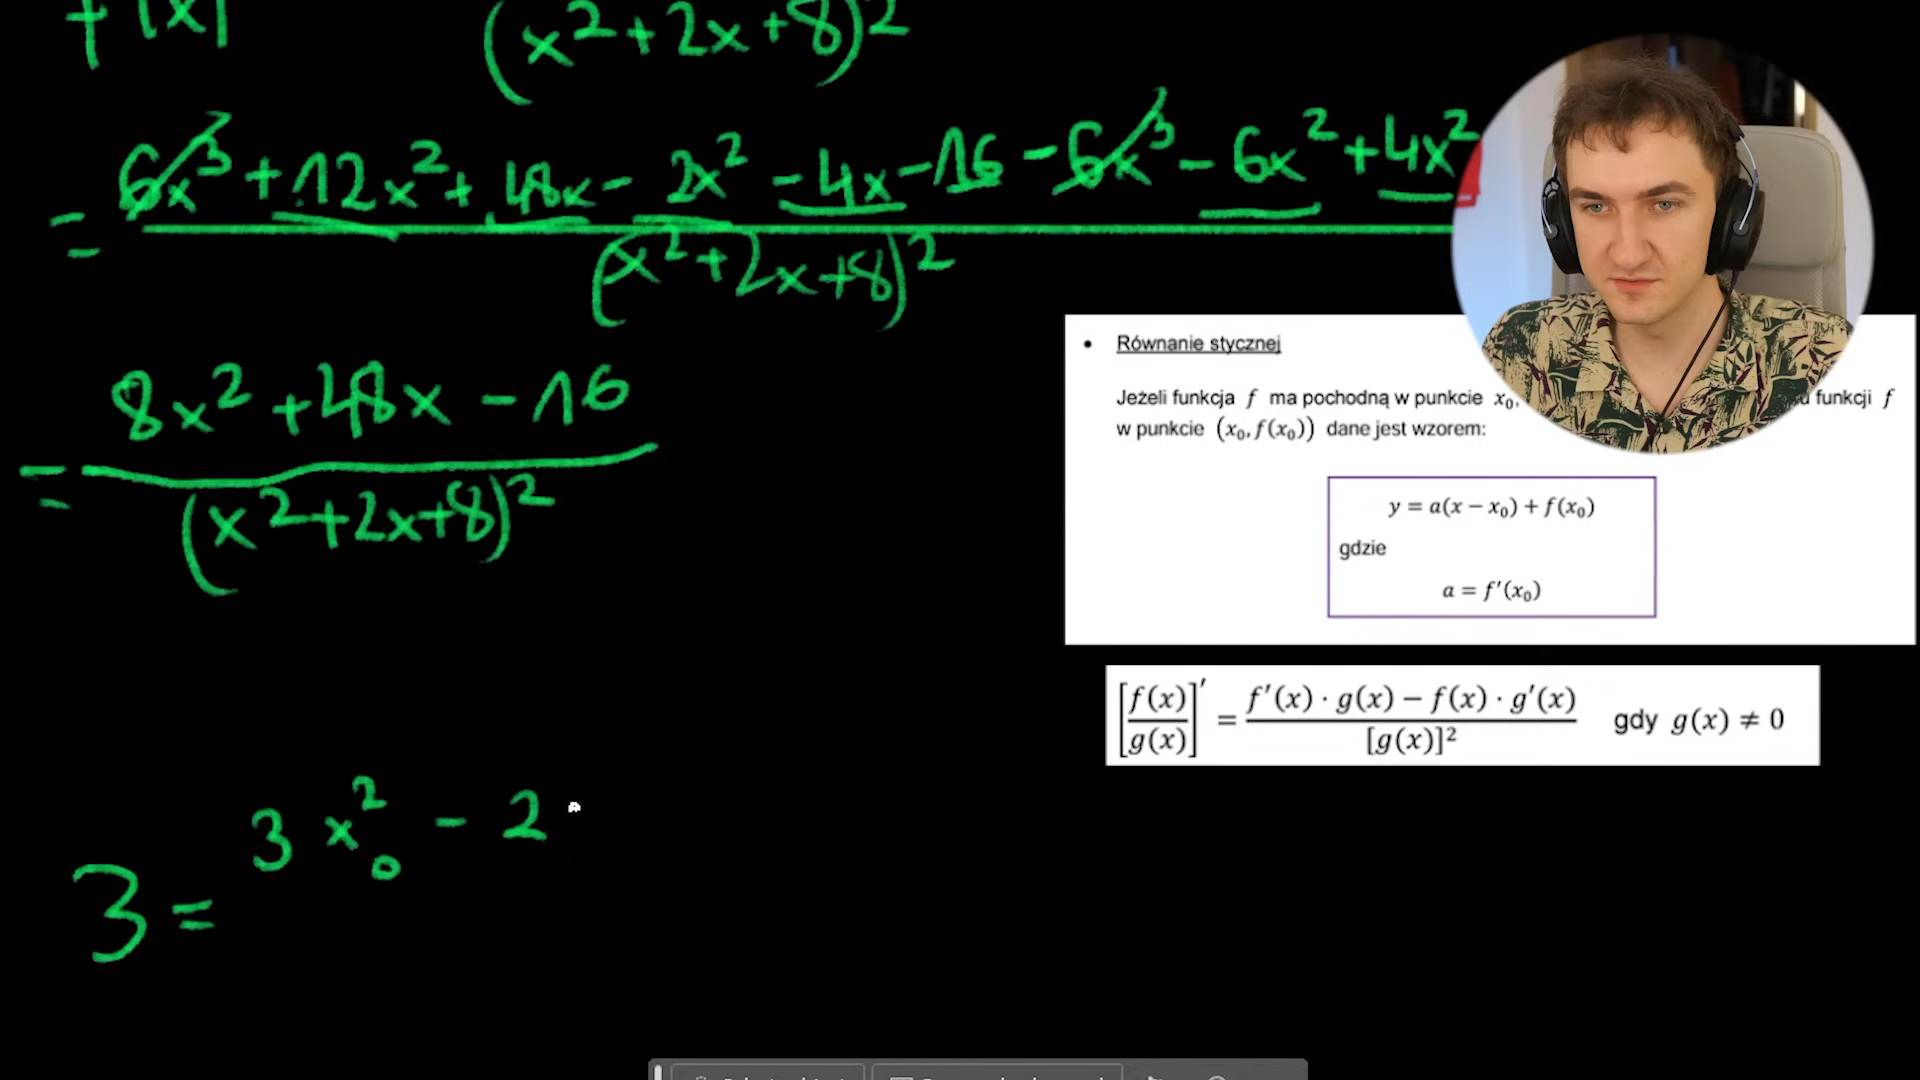 (x²+2x+8)²
= 6x³ + 12x² + 48x - 2x² - 4x - 16 - 6x³ - 6x² + 4x²
(x²+2x+8)²
= 8x² + 48x - 16
(x²+2x+8)²
3 = 3x₀² - 2
• Równanie stycznej
Jeżeli funkcja f ma pochodną w punkcie x₀, funkcji f
w punkcie (x₀, f(x₀)) dane jest wzorem:
y = a(x − x₀) + f(x₀)
gdzie
a = f′(x₀)
[f(x)/g(x)]′ = f′(x) · g(x) − f(x) · g′(x) / [g(x)]² gdy g(x) ≠ 0